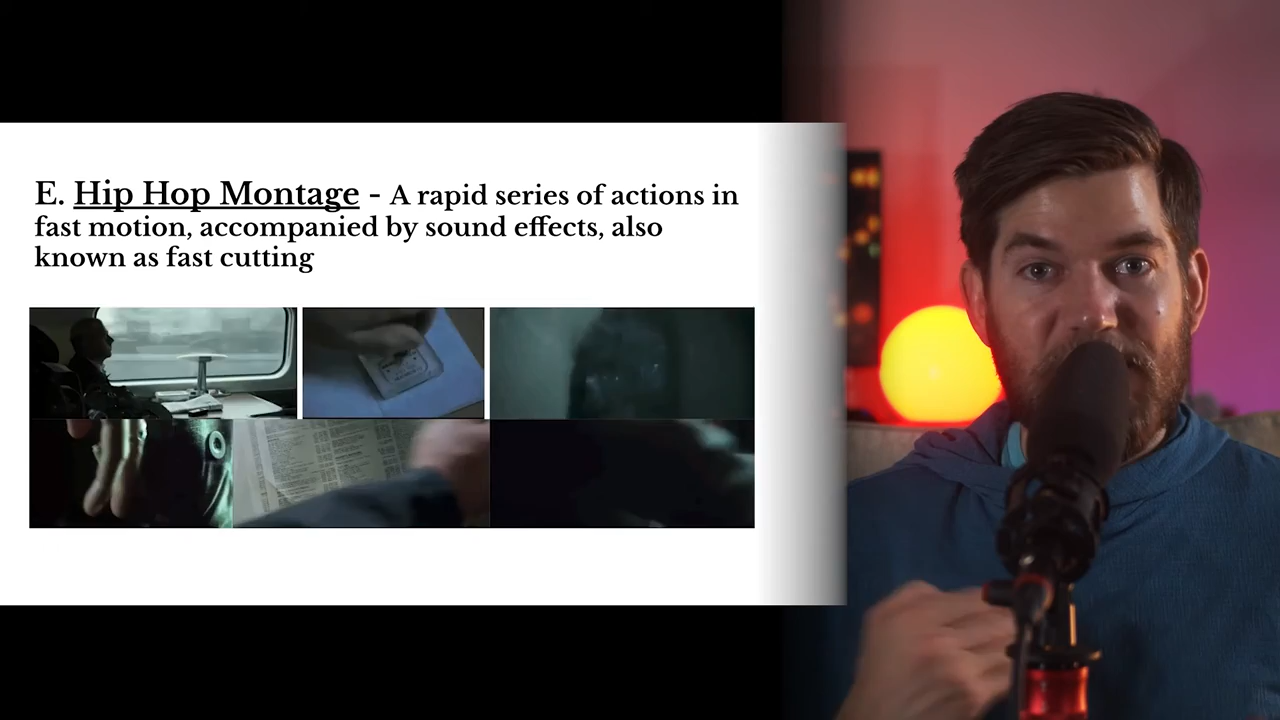 E. Hip Hop Montage - A rapid series of actions in
fast motion, accompanied by sound effects, also
known as fast cutting